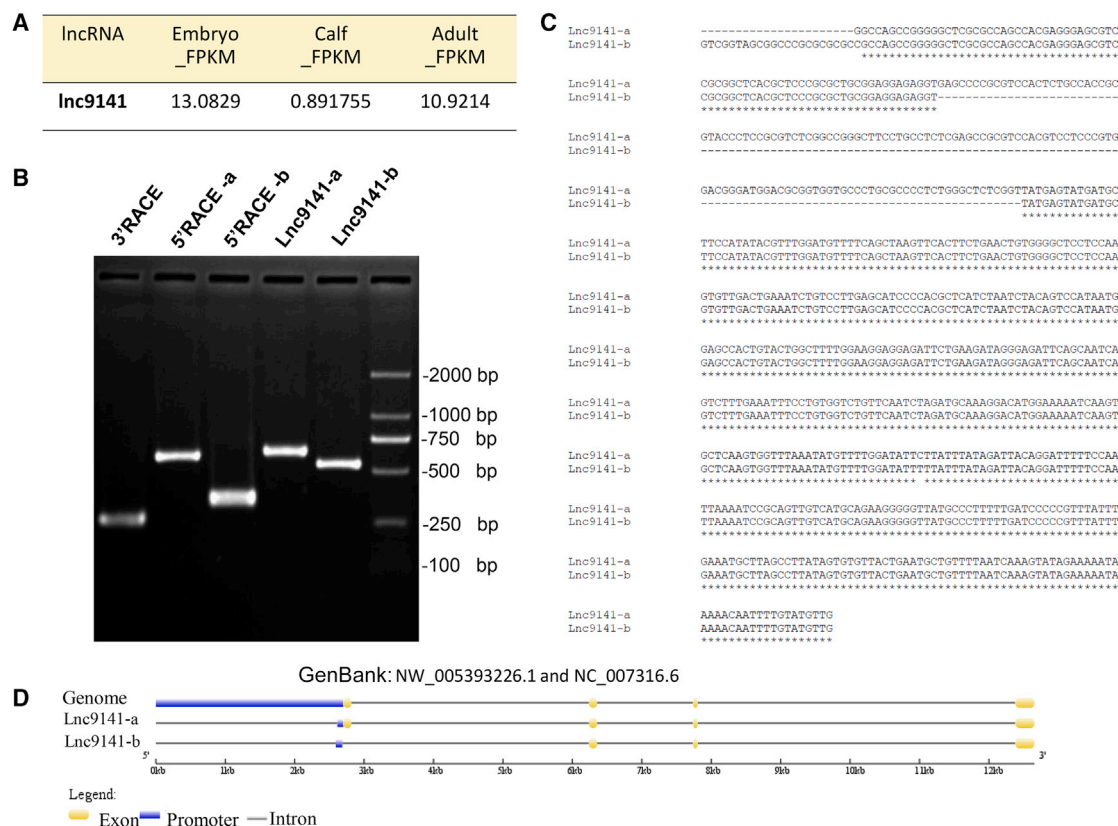 A
lncRNA Embryo _FPKM Calf _FPKM Adult _FPKM
lnc9141 13.0829 0.891755 10.9214
B
3'RACE 5'RACE -a 5'RACE -b Lnc9141-a Lnc9141-b
-2000 bp
-1000 bp
-750 bp
-500 bp
-250 bp
-100 bp
C
Lnc9141-a --------------------GGCCAGCCGGGGGCTCGCGCCAGCCACGAGGGAGCGTC
Lnc9141-b GTCGGTAGCGGCCCGCGCGCGCCAGCCGGGGGCTCGCGCCAGCCACGAGGGAGCGTC
Lnc9141-a CGCGGCTCACGCTCCCGCGCTGCGGAGGAGAGGTGAGCCCCGCGTCCACTCTGCCACCGC
Lnc9141-b CGCGGCTCACGCTCCCGCGCTGCGGAGGAGAGGT--------------------------
Lnc9141-a GTACCCTCCGCGTCTCGGCCGGGCTTCCTGCCTCTCGAGCCGCGTCCACGTCCTCCCGTG
Lnc9141-b ------------------------------------------------------------
Lnc9141-a GACGGGATGGACGCGGTGGTGCCCTGCGCCCCTCTGGGCTCTCGGTTATGAGTATGATGC
Lnc9141-b ----------------------------------------------TATGAGTATGATGC
Lnc9141-a TTCCATATACGTTTGGATGTTTTCAGCTAAGTTCACTTCTGAACTGTGGGGCTCCTCCAA
Lnc9141-b TTCCATATACGTTTGGATGTTTTCAGCTAAGTTCACTTCTGAACTGTGGGGCTCCTCCAA
Lnc9141-a GTGTTGACTGAAATCTGTCCTTGAGCATCCCCACGCTCATCTAATCTACAGTCCATAATG
Lnc9141-b GTGTTGACTGAAATCTGTCCTTGAGCATCCCCACGCTCATCTAATCTACAGTCCATAATG
Lnc9141-a GAGCCACTGTACTGGCTTTTGGAAGGAGGAGATTCTGAAGATAGGGAGATTCAGCAATCA
Lnc9141-b GAGCCACTGTACTGGCTTTTGGAAGGAGGAGATTCTGAAGATAGGGAGATTCAGCAATCA
Lnc9141-a GTCTTTGAAATTTCCTGTGGTCTGTTCAATCTAGATGCAAAGGACATGGAAAAATCAAGT
Lnc9141-b GTCTTTGAAATTTCCTGTGGTCTGTTCAATCTAGATGCAAAGGACATGGAAAAATCAAGT
Lnc9141-a GCTCAAGTGGTTTAAATATGTTTTGGATATTCTTATTTATAGATTACAGGATTTTTCCAA
Lnc9141-b GCTCAAGTGGTTTAAATATGTTTTGGATATTTTATTTATAGATTACAGGATTTTTCCAA
Lnc9141-a TTAAAATCCGCAGTTGTCATGCAGAAGGGGGTTATGCCCTTTTTGATCCCCCGTTTATTT
Lnc9141-b TTAAAATCCGCAGTTGTCATGCAGAAGGGGGTTATGCCCTTTTTGATCCCCCGTTTATTT
Lnc9141-a GAAATGCTTAGCCTTATAGTGTGTTACTGAATGCTGTTTTAATCAAAGTATAGAAAAATA
Lnc9141-b GAAATGCTTAGCCTTATAGTGTGTTACTGAATGCTGTTTTAATCAAAGTATAGAAAAATA
Lnc9141-a AAAACAATTTTGTATGTTG
Lnc9141-b AAAACAATTTTGTATGTTG
D
GenBank: NW_005393226.1 and NC_007316.6
Genome
Lnc9141-a
Lnc9141-b
5' 3'
0kb 1kb 2kb 3kb 4kb 5kb 6kb 7kb 8kb 9kb 10kb 11kb 12kb
Legend:
Exon Promoter Intron